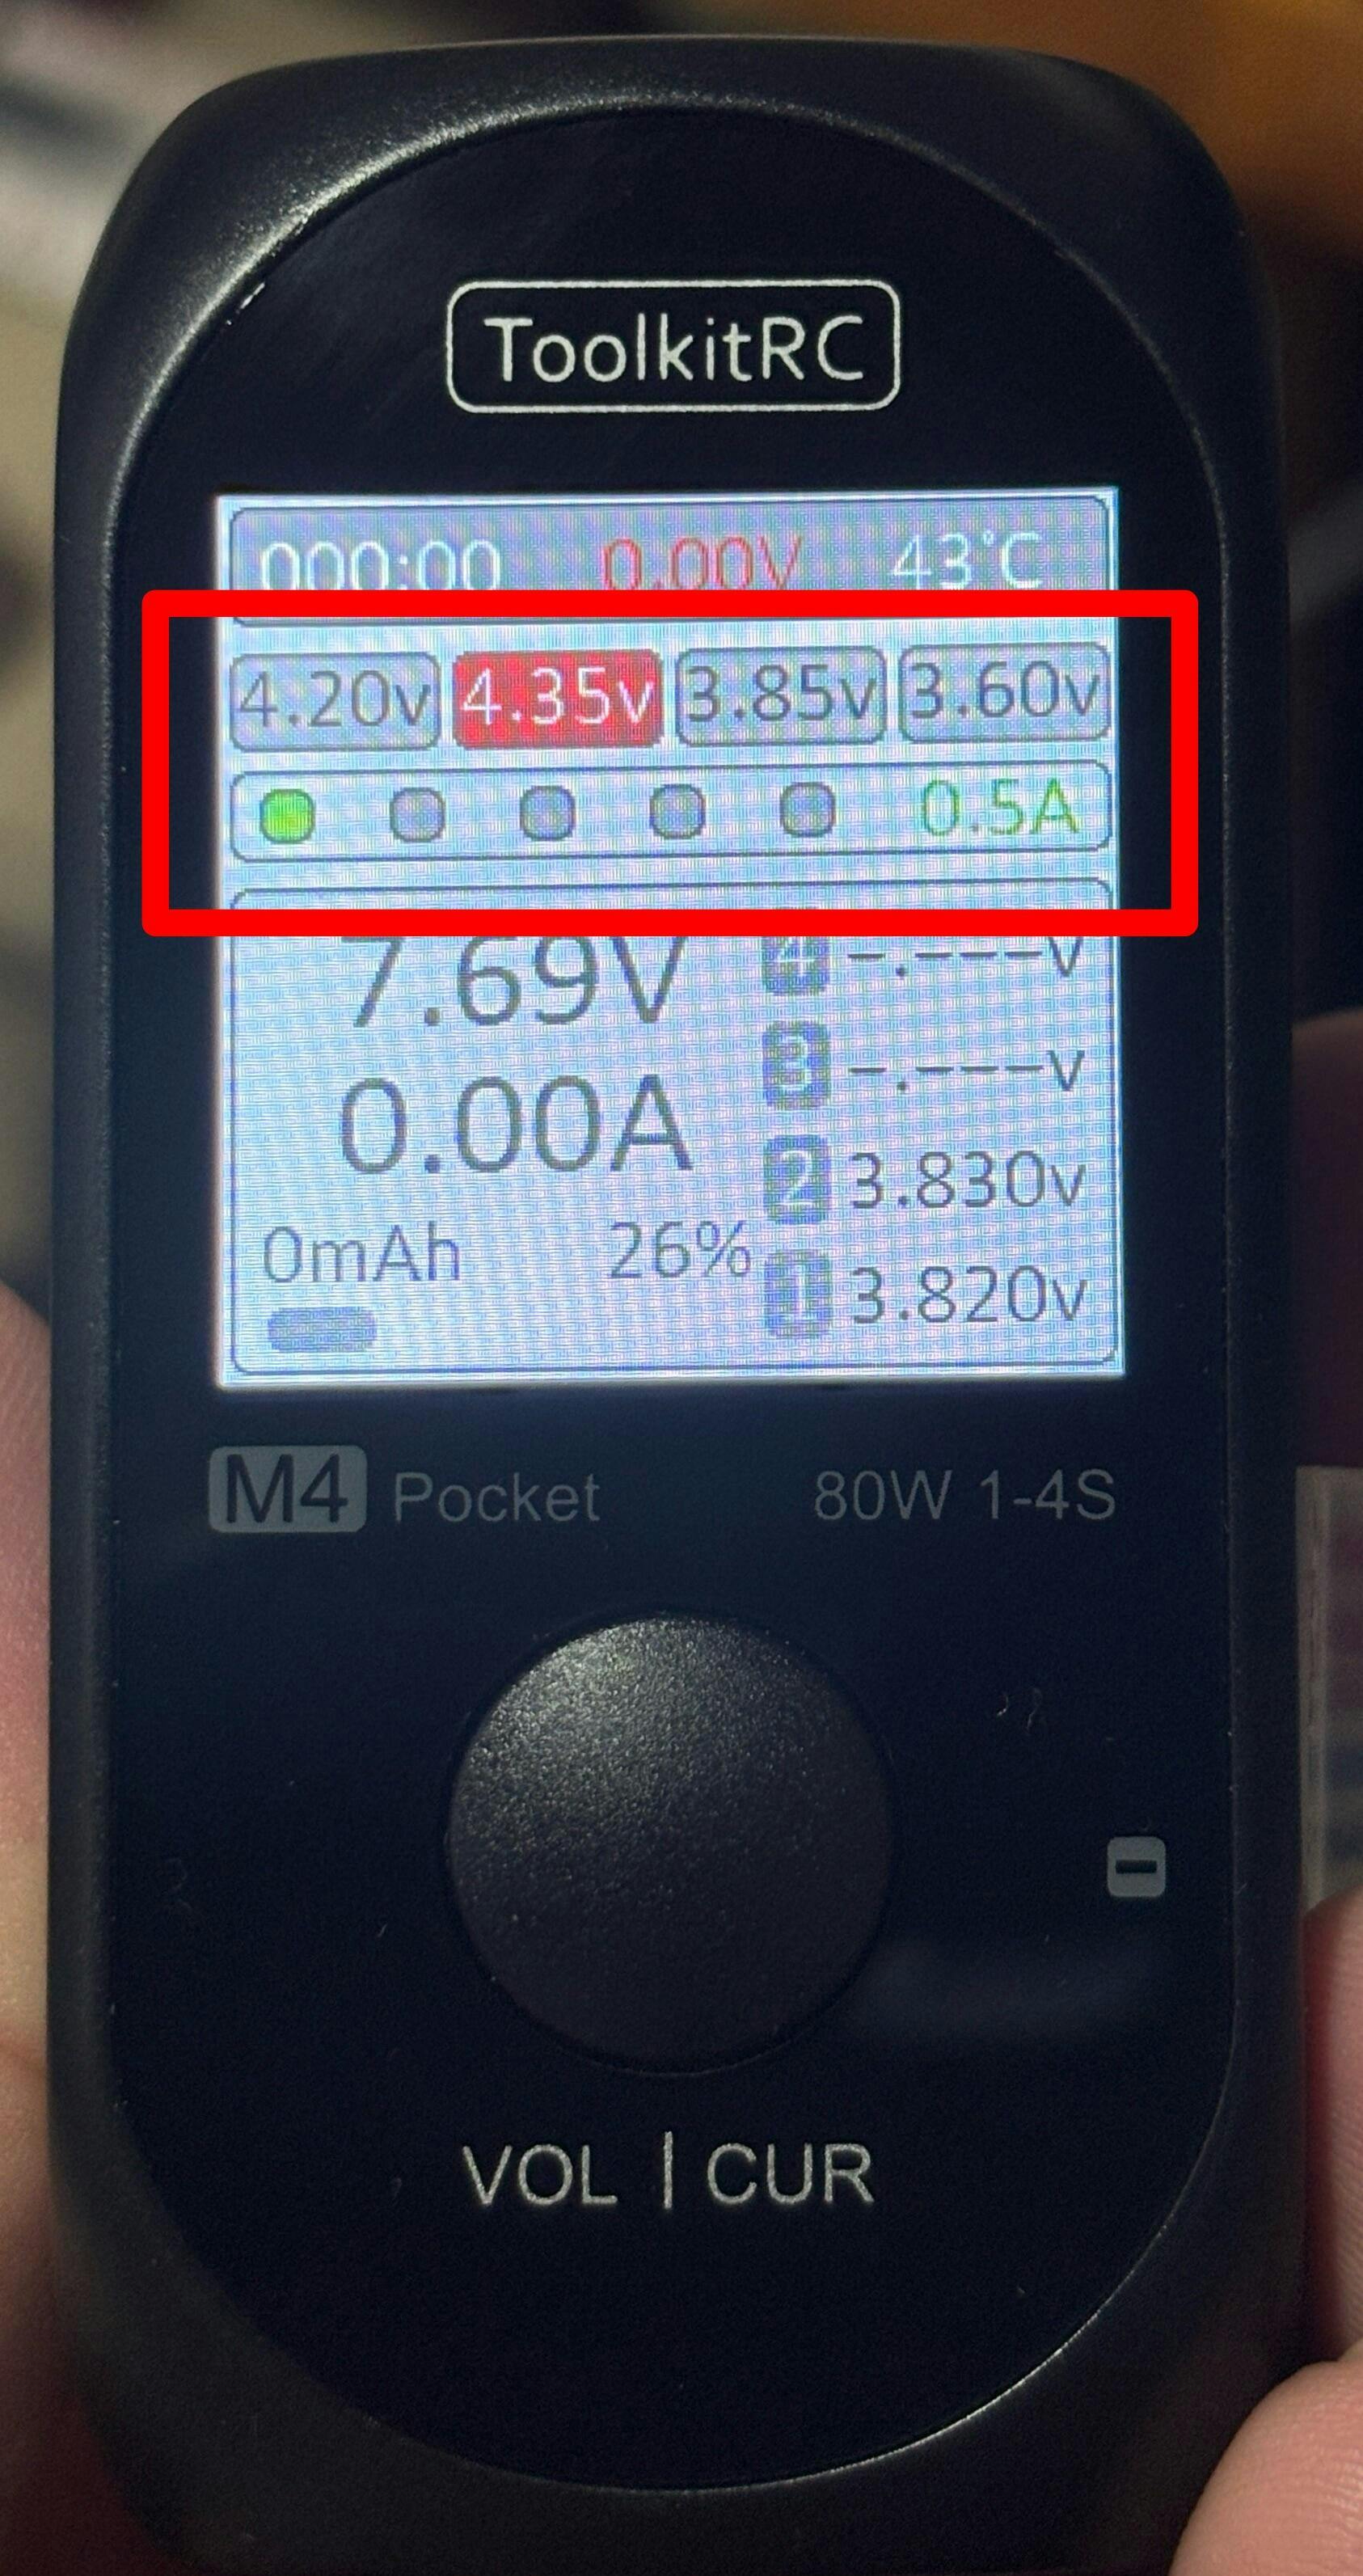 ToolkitRC
000:00 0.00V 43°C
4.20v 4.35v 3.85v 3.60v
0.5A
7.69V 4 -.---v
3 -.---v
0.00A 2 3.830v
0mAh 26% 1 3.820v
M4 Pocket 80W 1-4S
VOL | CUR